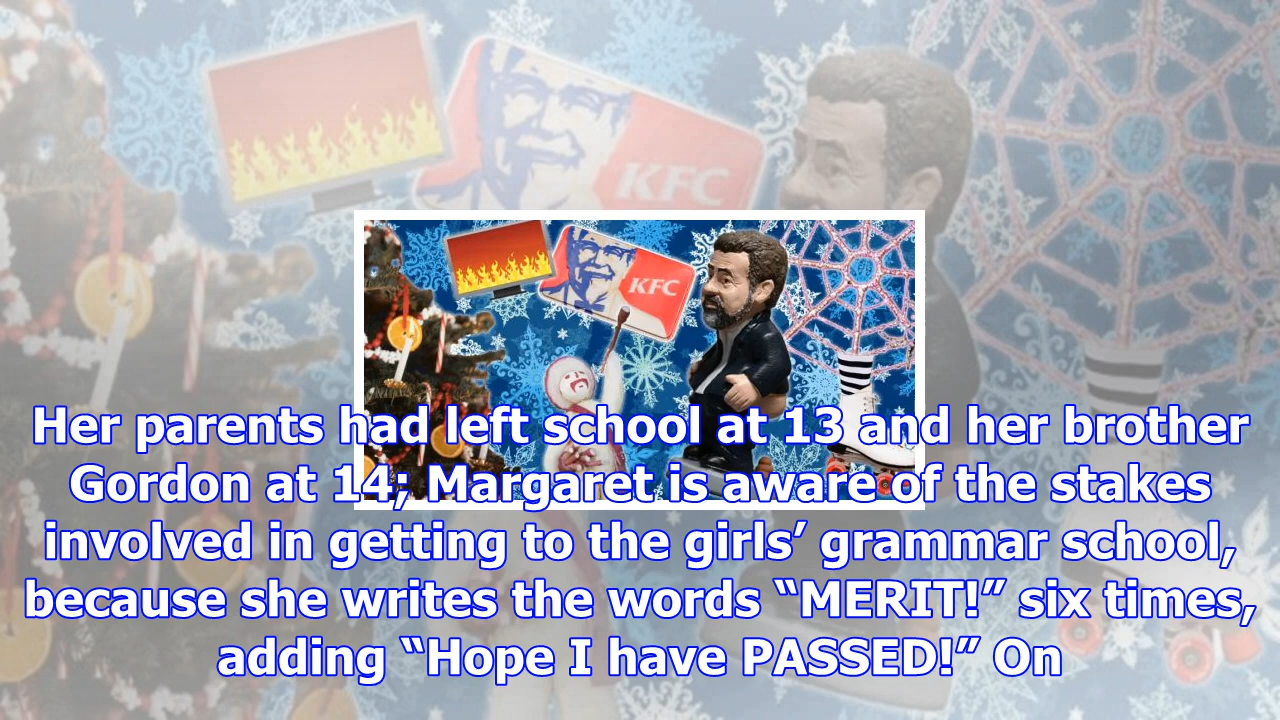 KFC
KFC
Her parents had left school at 13 and her brother
Gordon at 14; Margaret is aware of the stakes
involved in getting to the girls’ grammar school,
because she writes the words “MERIT!” six times,
adding “Hope I have PASSED!” On